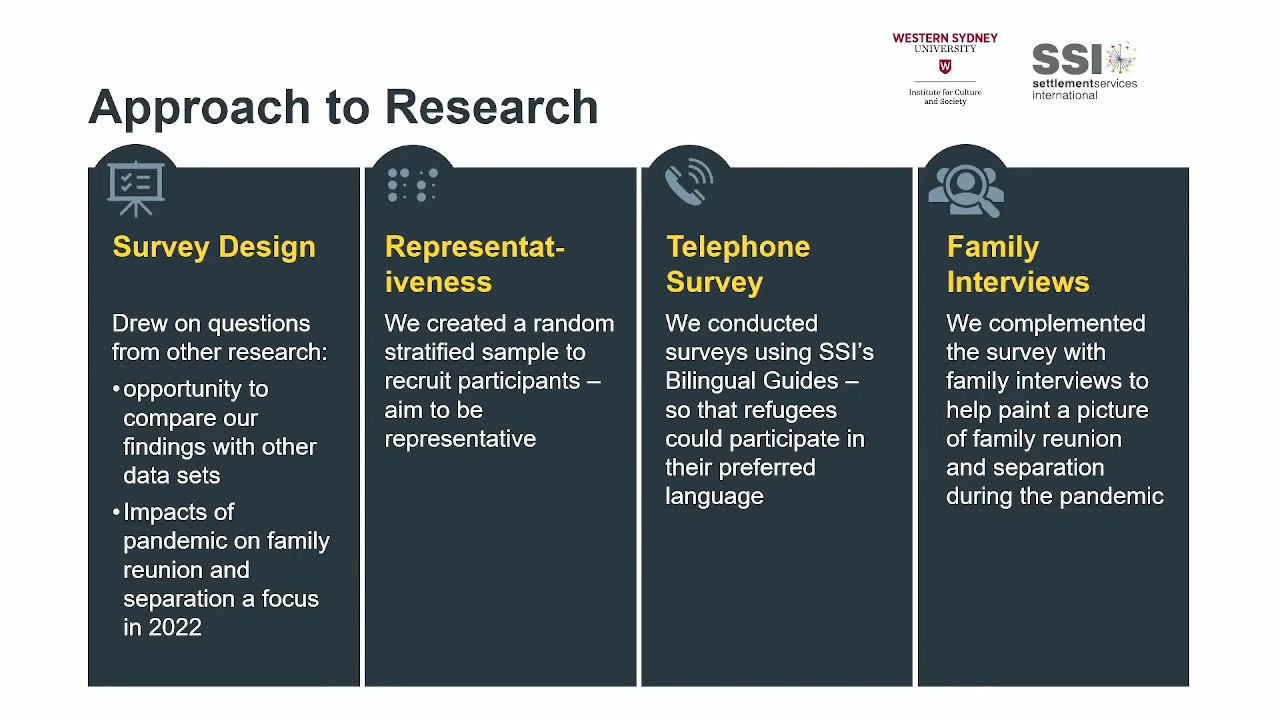 WESTERN SYDNEY
UNIVERSITY
W
Institute for Culture
and Society
SSI
settlementservices
international
Approach to Research
Survey Design
Drew on questions
from other research:
•opportunity to
compare our
findings with other
data sets
•Impacts of
pandemic on family
reunion and
separation a focus
in 2022
Representat-
iveness
We created a random
stratified sample to
recruit participants –
aim to be
representative
Telephone
Survey
We conducted
surveys using SSI’s
Bilingual Guides –
so that refugees
could participate in
their preferred
language
Family
Interviews
We complemented
the survey with
family interviews to
help paint a picture
of family reunion
and separation
during the pandemic